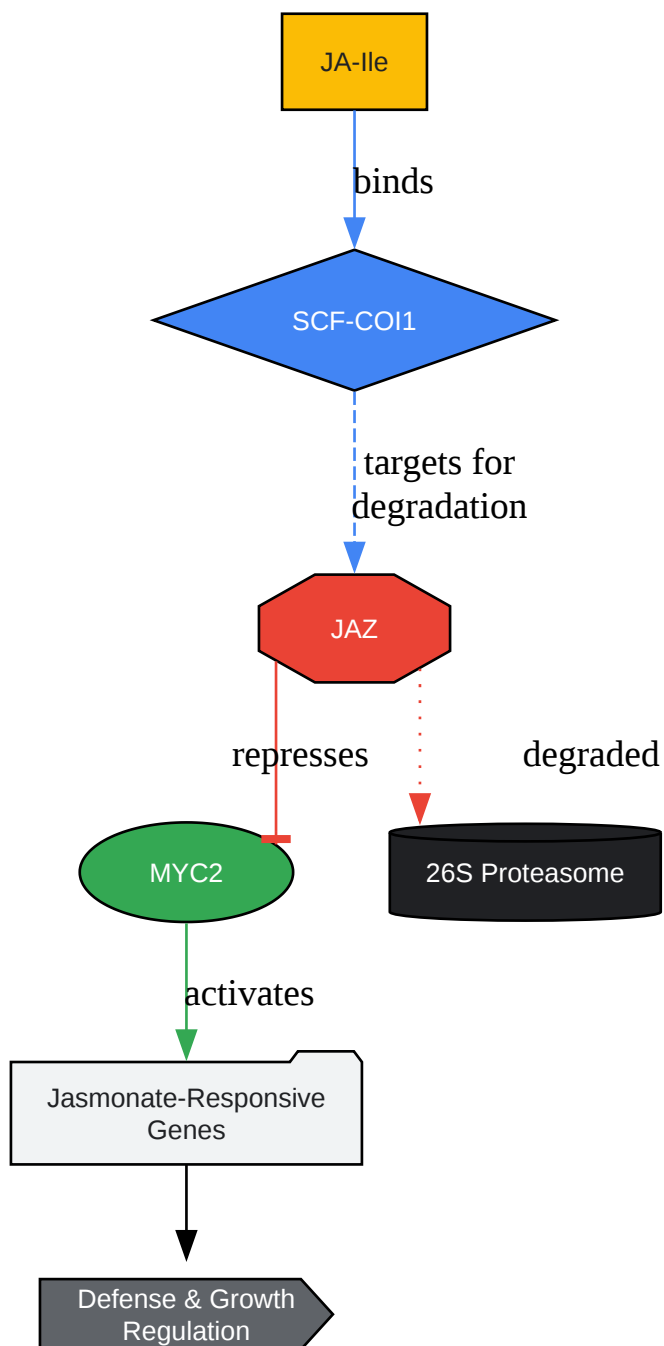 JA-Ile
binds
SCF-COI1
targets for
degradation
JAZ
represses
degraded
MYC2
26S Proteasome
activates
Jasmonate-Responsive
Genes
Defense & Growth
Regulation